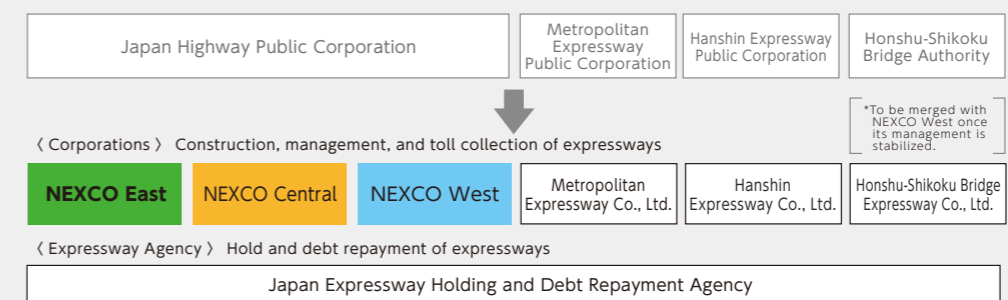 Japan Highway Public Corporation
Metropolitan
Expressway
Public Corporation
Hanshin Expressway
Public Corporation
Honshu-Shikoku
Bridge Authority
*To be merged with
NEXCO West once
its management is
stabilized.
〈 Corporations 〉 Construction, management, and toll collection of expressways
NEXCO East
NEXCO Central
NEXCO West
Metropolitan
Expressway Co., Ltd.
Hanshin
Expressway Co., Ltd.
Honshu-Shikoku Bridge
Expressway Co., Ltd.
〈 Expressway Agency 〉 Hold and debt repayment of expressways
Japan Expressway Holding and Debt Repayment Agency